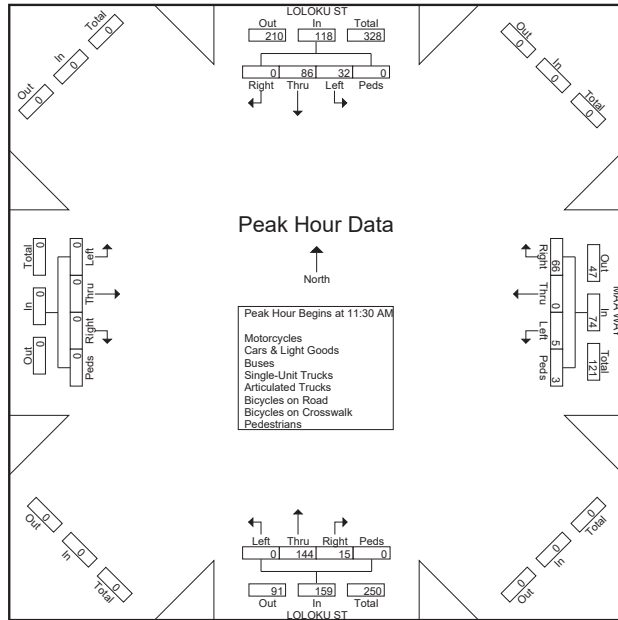 LOLOKU ST
Out In Total
210 118 328
0 86 32 0
Right Thru Left Peds
Out In Total
0 0 0
Out In Total
0 0 0
Peak Hour Data
North
Total In Out
0 0 0
0 0 0 0
Left Thru Right Peds
Right Thru Left Peds
66 0 5 3
Out In Total
47 74 121
MAA WAY
Peak Hour Begins at 11:30 AM
Motorcycles
Cars & Light Goods
Buses
Single-Unit Trucks
Articulated Trucks
Bicycles on Road
Bicycles on Crosswalk
Pedestrians
Out In Total
0 0 0
Out In Total
0 0 0
Left Thru Right Peds
0 144 15 0
91 159 250
Out In Total
LOLOKU ST